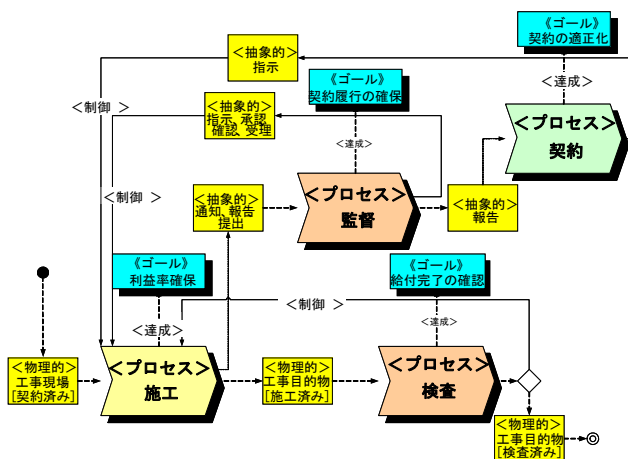 《ゴール》
契約の適正化
<抽象的>
指示
<達成>
《ゴール》
契約履行の確保
<制御 >
<抽象的>
指示、承認、
確認、受理
<プロセス>
契約
<達成>
<制御 >
<抽象的>
通知、報告
提出
<プロセス>
監督
<抽象的>
報告
《ゴール》
利益率確保
《ゴール》
給付完了の確認
<制御 >
<達成>
<達成>
<物理的>
工事現場
[契約済み]
<プロセス>
施工
<物理的>
工事目的物
[施工済み]
<プロセス>
検査
<物理的>
工事目的物
[検査済み]